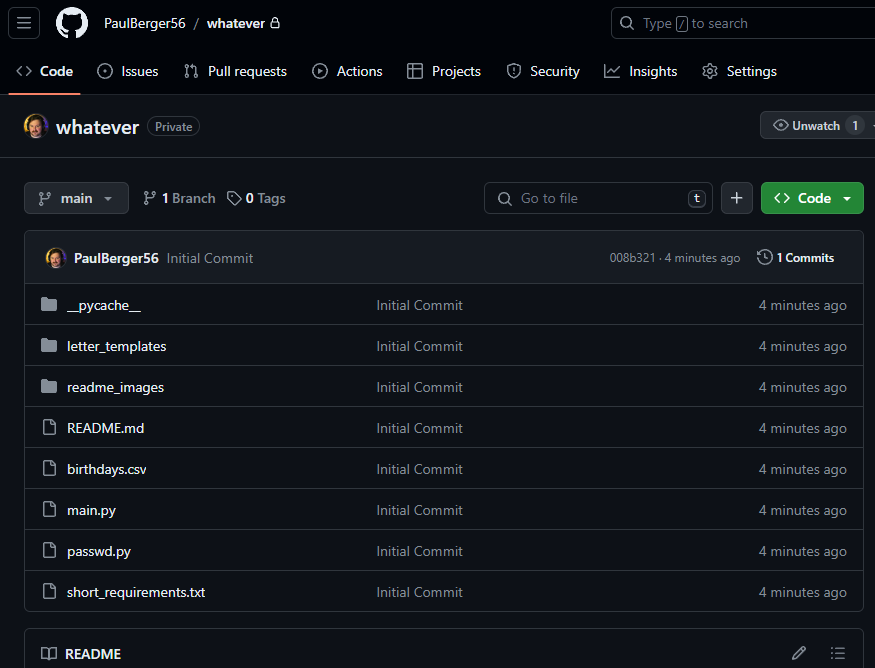 PaulBerger56 / whatever Type / to search
Code Issues Pull requests Actions Projects Security Insights Settings
whatever Private Unwatch 1
main 1 Branch 0 Tags Go to file t + Code
PaulBerger56 Initial Commit 008b321 · 4 minutes ago 1 Commits
__pycache__ Initial Commit 4 minutes ago
letter_templates Initial Commit 4 minutes ago
readme_images Initial Commit 4 minutes ago
README.md Initial Commit 4 minutes ago
birthdays.csv Initial Commit 4 minutes ago
main.py Initial Commit 4 minutes ago
passwd.py Initial Commit 4 minutes ago
short_requirements.txt Initial Commit 4 minutes ago
README